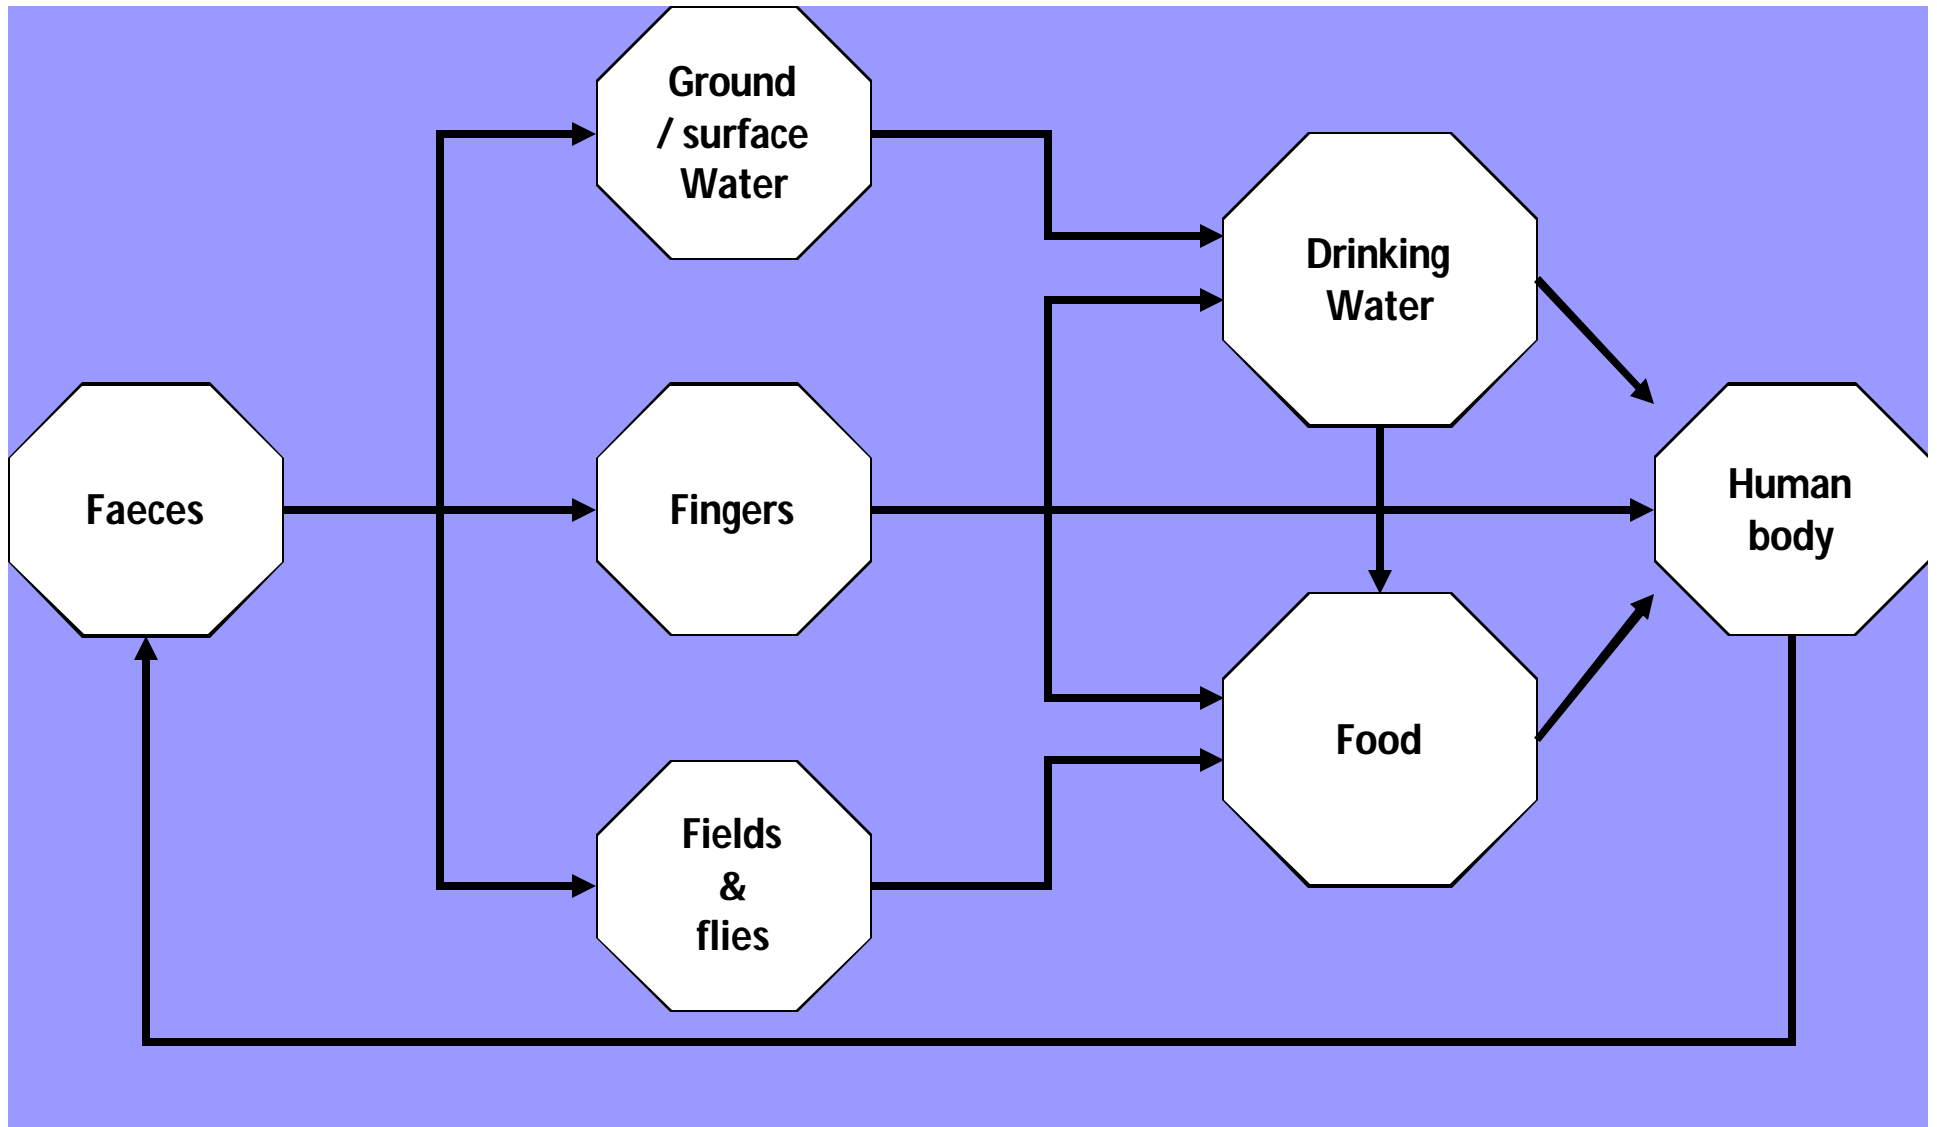 Ground
/ surface
Water
Drinking
Water
Faeces
Fingers
Human
body
Food
Fields
&
flies